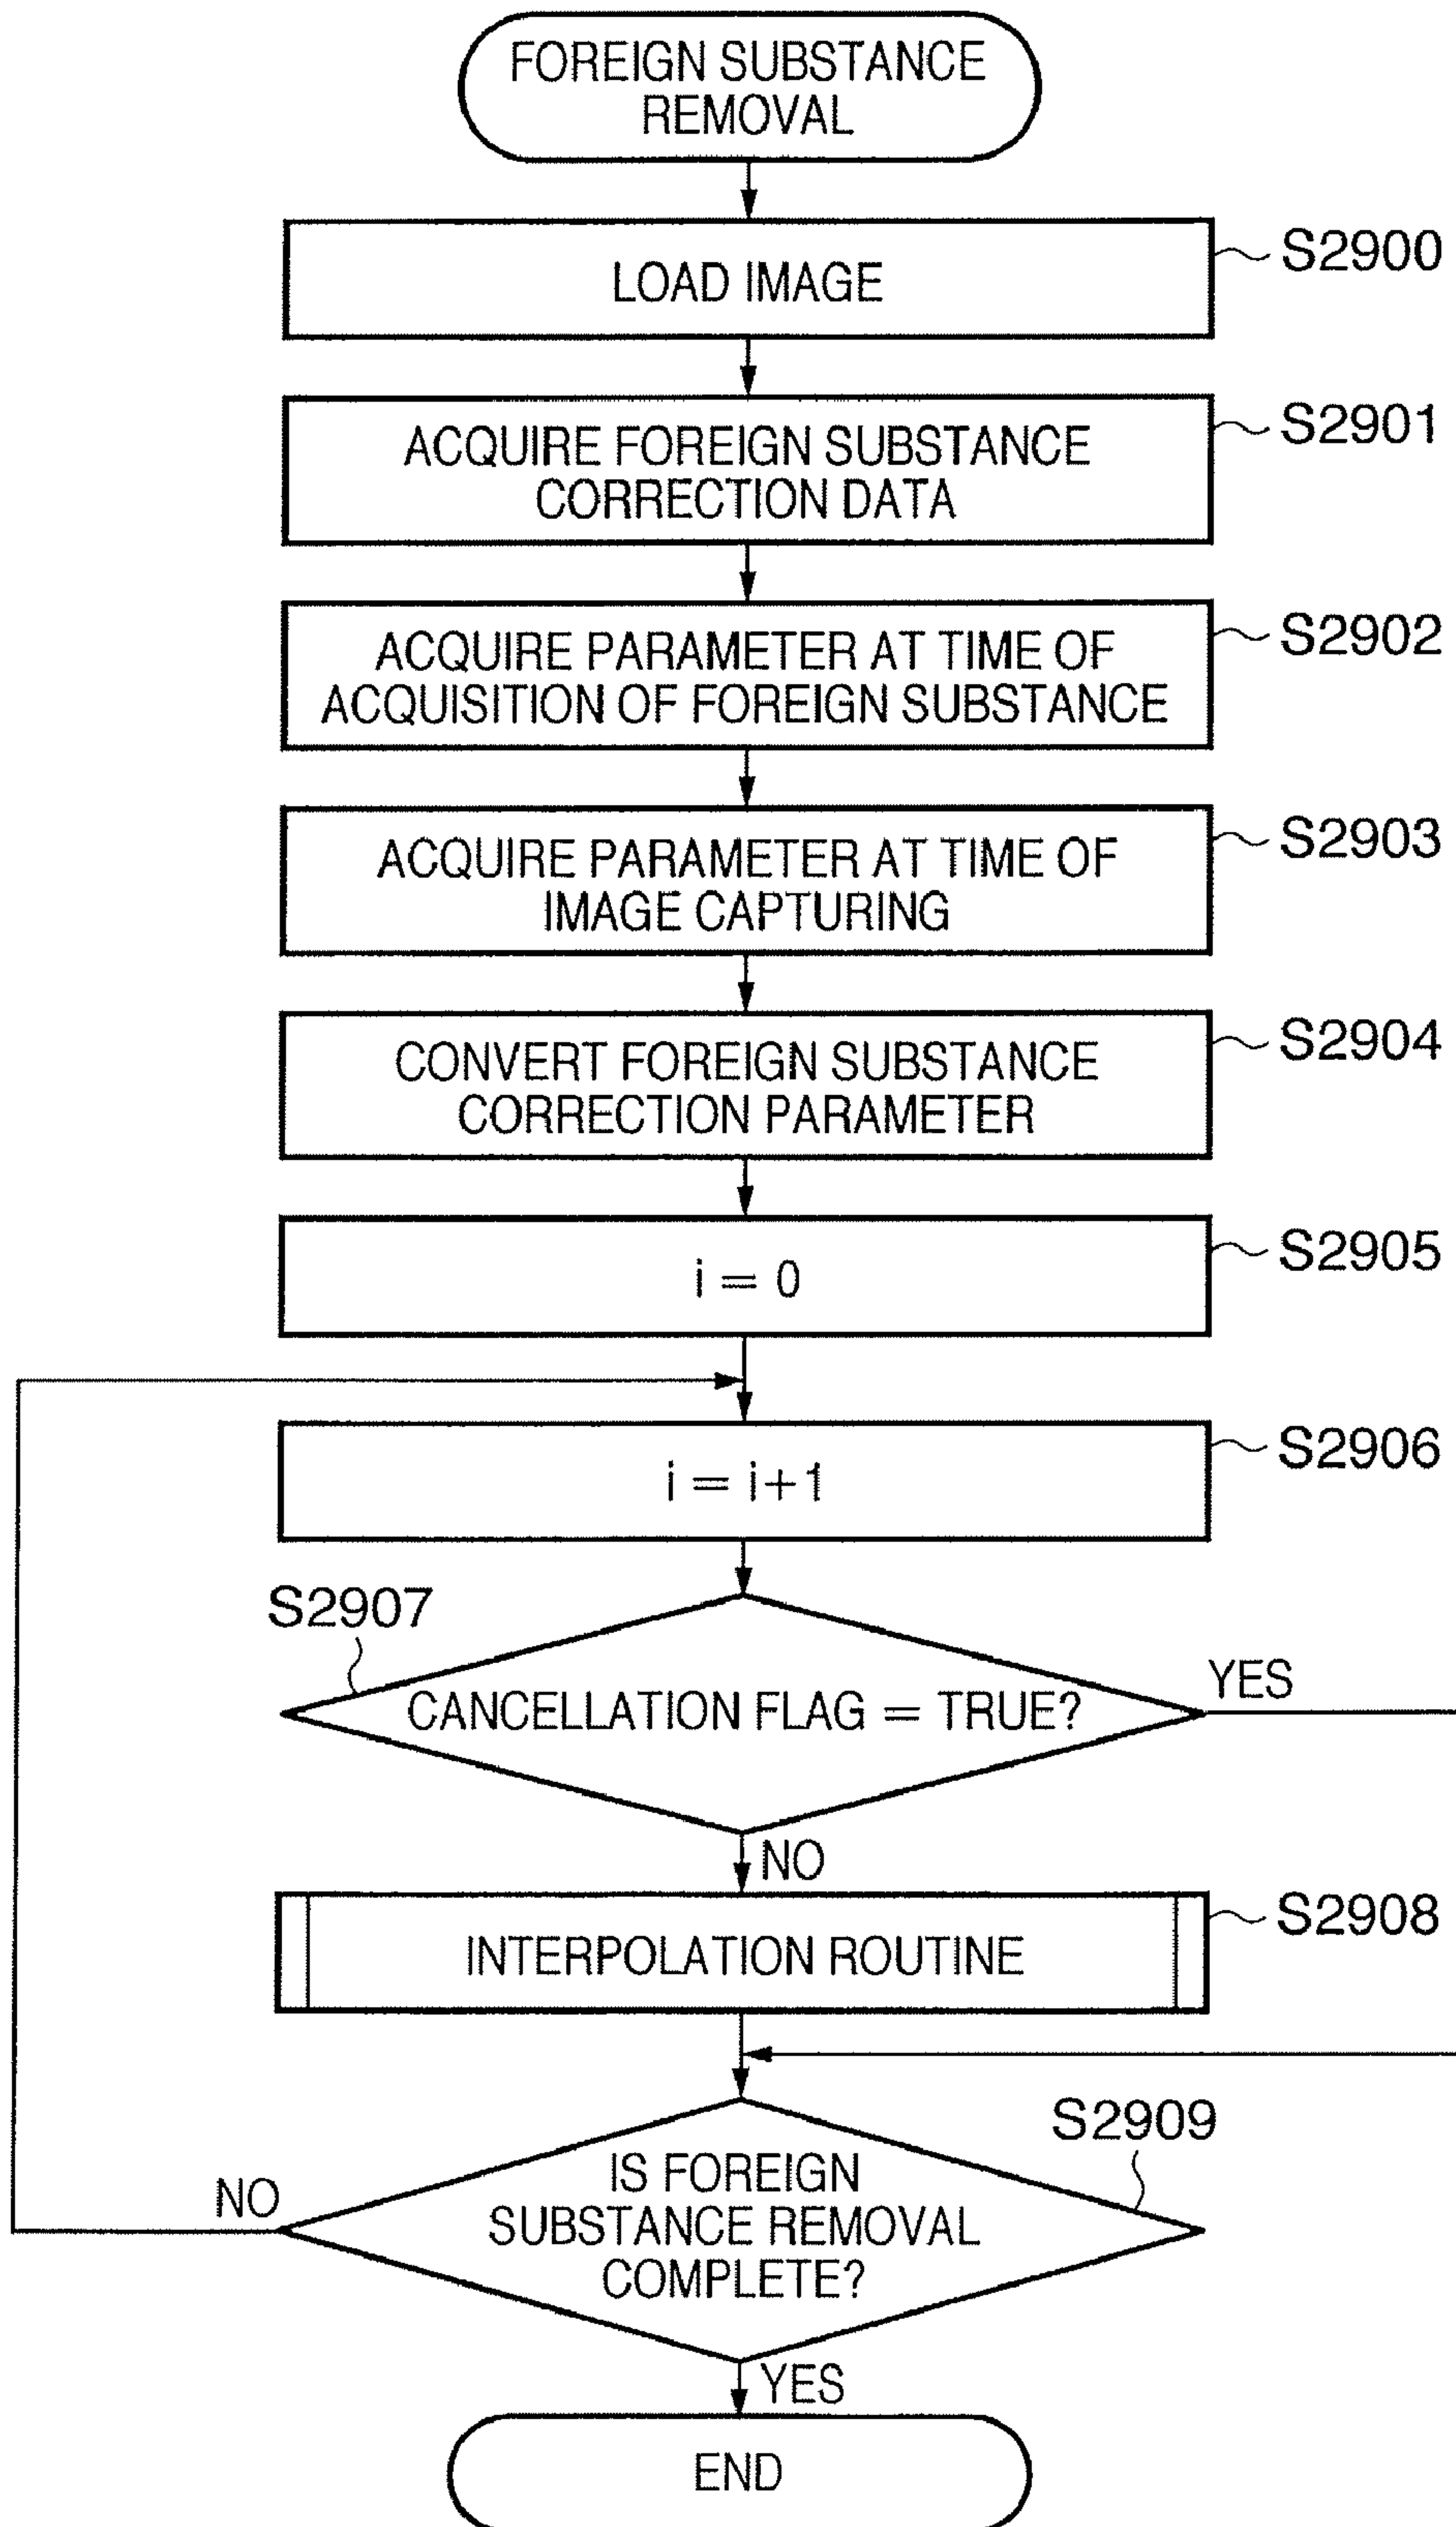 FOREIGN SUBSTANCE
REMOVAL
LOAD IMAGE
S2900
ACQUIRE FOREIGN SUBSTANCE
CORRECTION DATA
S2901
ACQUIRE PARAMETER AT TIME OF
ACQUISITION OF FOREIGN SUBSTANCE
S2902
ACQUIRE PARAMETER AT TIME OF
IMAGE CAPTURING
S2903
CONVERT FOREIGN SUBSTANCE
CORRECTION PARAMETER
S2904
i = 0
S2905
i = i+1
S2906
S2907
CANCELLATION FLAG = TRUE?
YES
NO
INTERPOLATION ROUTINE
S2908
S2909
IS FOREIGN
SUBSTANCE REMOVAL
COMPLETE?
NO
YES
END